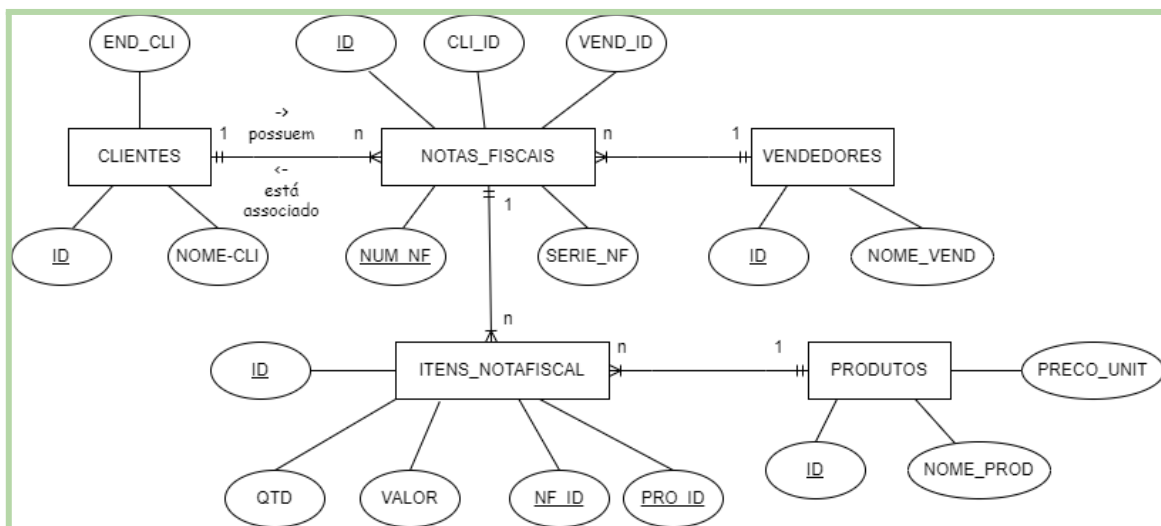 END_CLI
ID
CLI_ID
VEND_ID
CLIENTES
1
->
possuem
n
NOTAS_FISCAIS
n
1
VENDEDORES
<-
está
associado
1
ID
NOME-CLI
NUM_NF
SERIE_NF
ID
NOME_VEND
n
ID
ITENS_NOTAFISCAL
n
1
PRODUTOS
PRECO_UNIT
QTD
VALOR
NF_ID
PRO_ID
ID
NOME_PROD